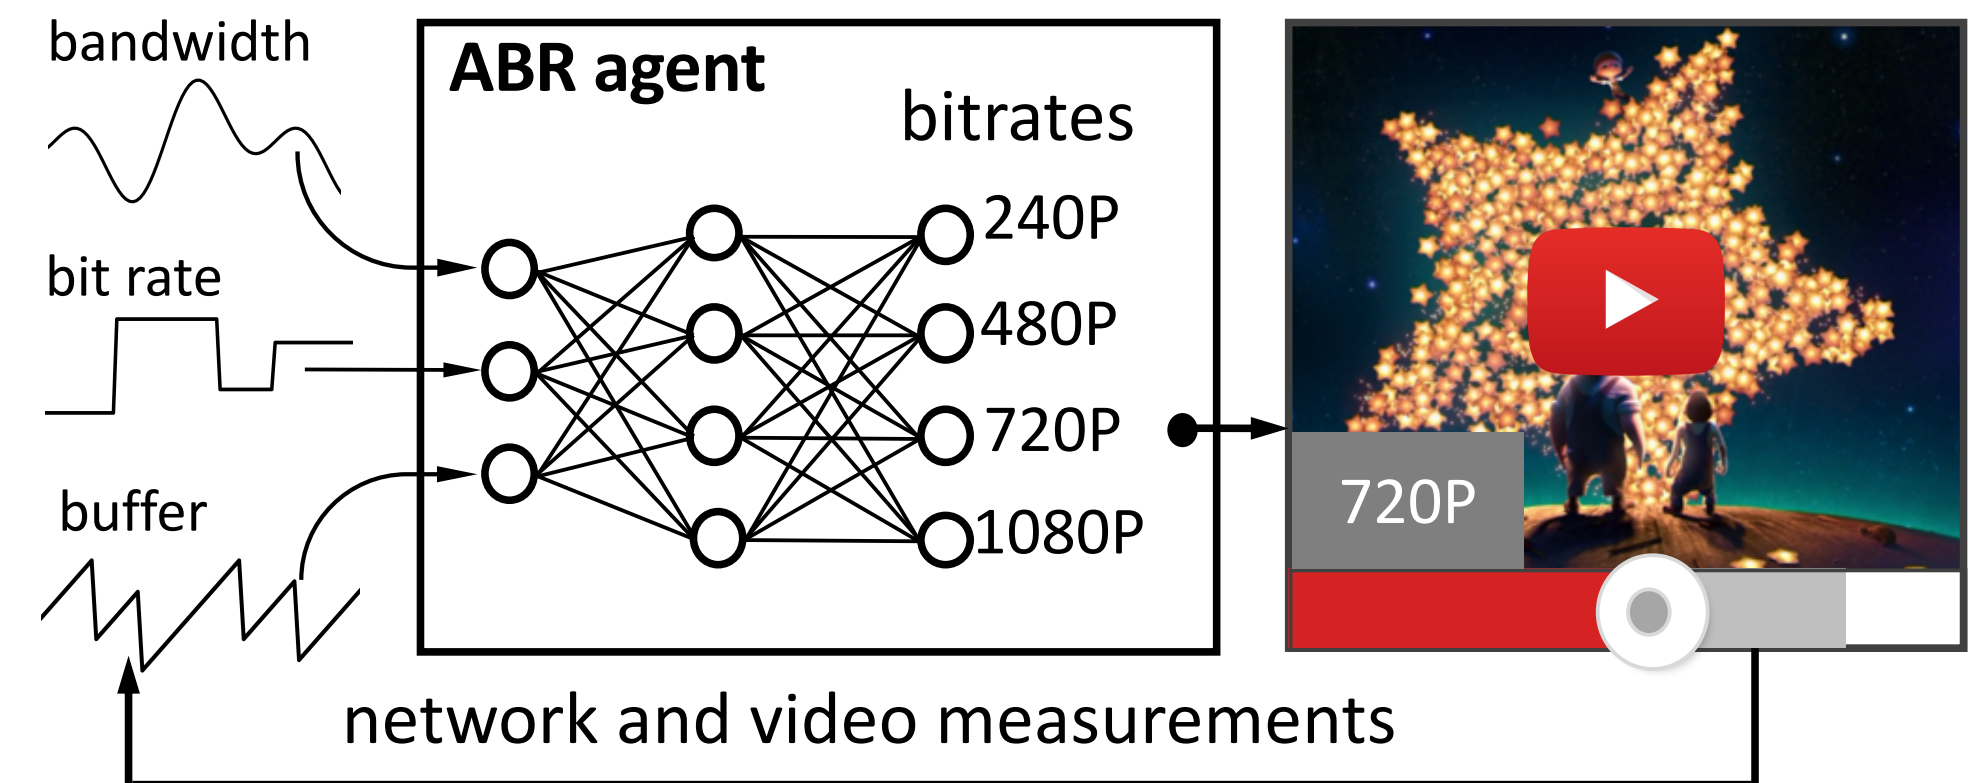 bandwidth
ABR agent
bitrates
240P
bit rate
480P
720P
720P
buffer
1080P
network and video measurements